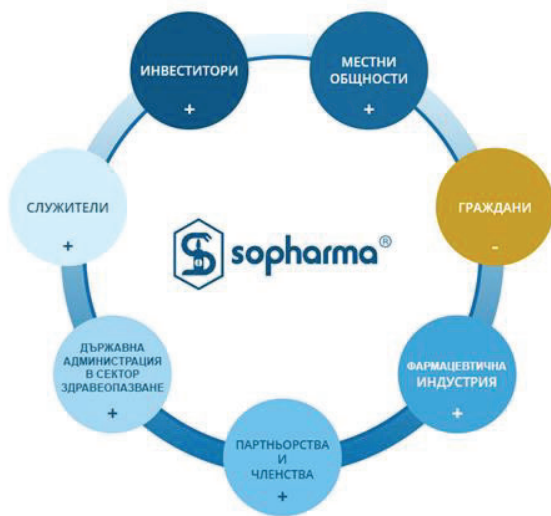 ИНВЕСТИТОРИ
+
МЕСТНИ
ОБЩНОСТИ
+
СЛУЖИТЕЛИ
+
ГРАЖДАНИ
-
sopharma®
ДЪРЖАВНА
АДМИНИСТРАЦИЯ
В СЕКТОР
ЗДРАВЕОПАЗВАНЕ
+
ФАРМАЦЕВТИЧНА
ИНДУСТРИЯ
+
ПАРТНЬОРСТВА
И
ЧЛЕНСТВА
+